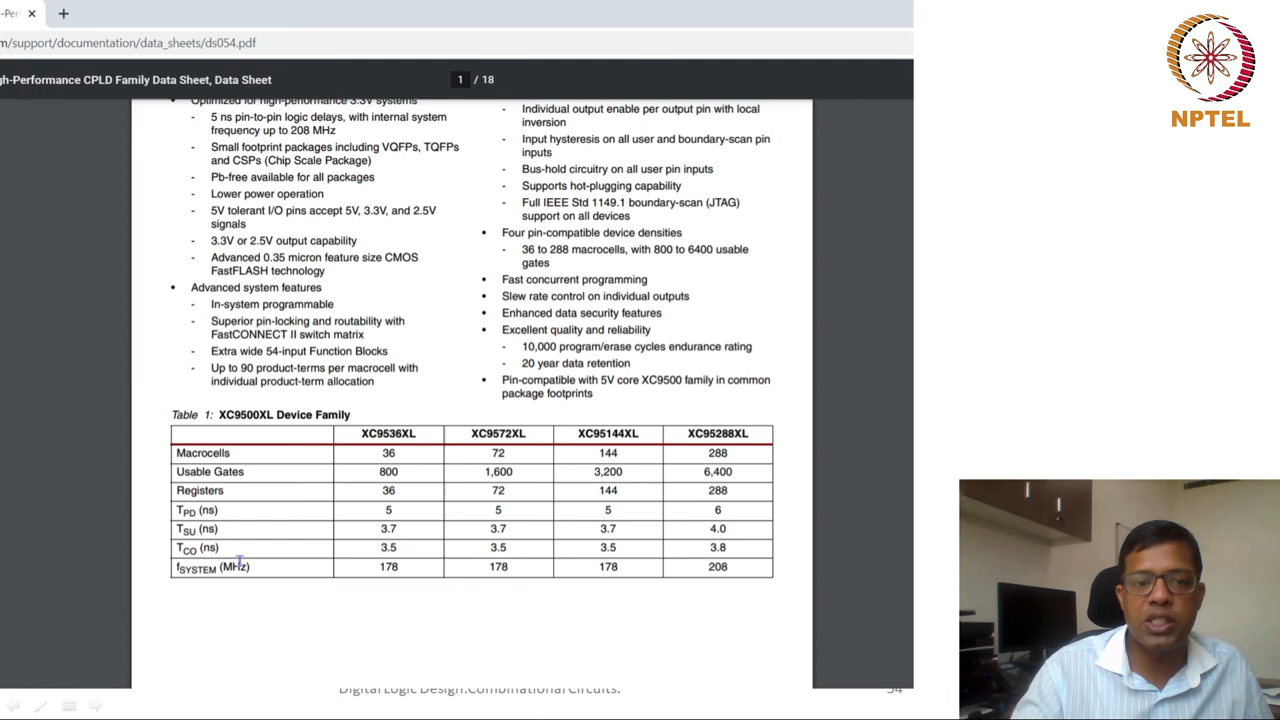 -Per
m/support/documentation/data_sheets/ds054.pdf
gh-Performance CPLD Family Data Sheet, Data Sheet
1 / 18
Optimized for high-performance 3.3V systems
- 5 ns pin-to-pin logic delays, with internal system
frequency up to 208 MHz
- Small footprint packages including VQFPs, TQFPs
and CSPs (Chip Scale Package)
- Pb-free available for all packages
- Lower power operation
- 5V tolerant I/O pins accept 5V, 3.3V, and 2.5V
signals
- 3.3V or 2.5V output capability
- Advanced 0.35 micron feature size CMOS
FastFLASH technology
• Advanced system features
- In-system programmable
- Superior pin-locking and routability with
FastCONNECT II switch matrix
- Extra wide 54-input Function Blocks
- Up to 90 product-terms per macrocell with
individual product-term allocation
- Individual output enable per output pin with local
inversion
- Input hysteresis on all user and boundary-scan pin
inputs
- Bus-hold circuitry on all user pin inputs
- Supports hot-plugging capability
- Full IEEE Std 1149.1 boundary-scan (JTAG)
support on all devices
• Four pin-compatible device densities
- 36 to 288 macrocells, with 800 to 6400 usable
gates
• Fast concurrent programming
• Slew rate control on individual outputs
• Enhanced data security features
• Excellent quality and reliability
- 10,000 program/erase cycles endurance rating
- 20 year data retention
• Pin-compatible with 5V core XC9500 family in common
package footprints
Table 1: XC9500XL Device Family
XC9536XL XC9572XL XC95144XL XC95288XL
Macrocells 36 72 144 288
Usable Gates 800 1,600 3,200 6,400
Registers 36 72 144 288
TPD (ns) 5 5 5 6
TSU (ns) 3.7 3.7 3.7 4.0
TCO (ns) 3.5 3.5 3.5 3.8
fSYSTEM (MHz) 178 178 178 208
Digital Logic Design:Combinational Circuits.
54
NPTEL